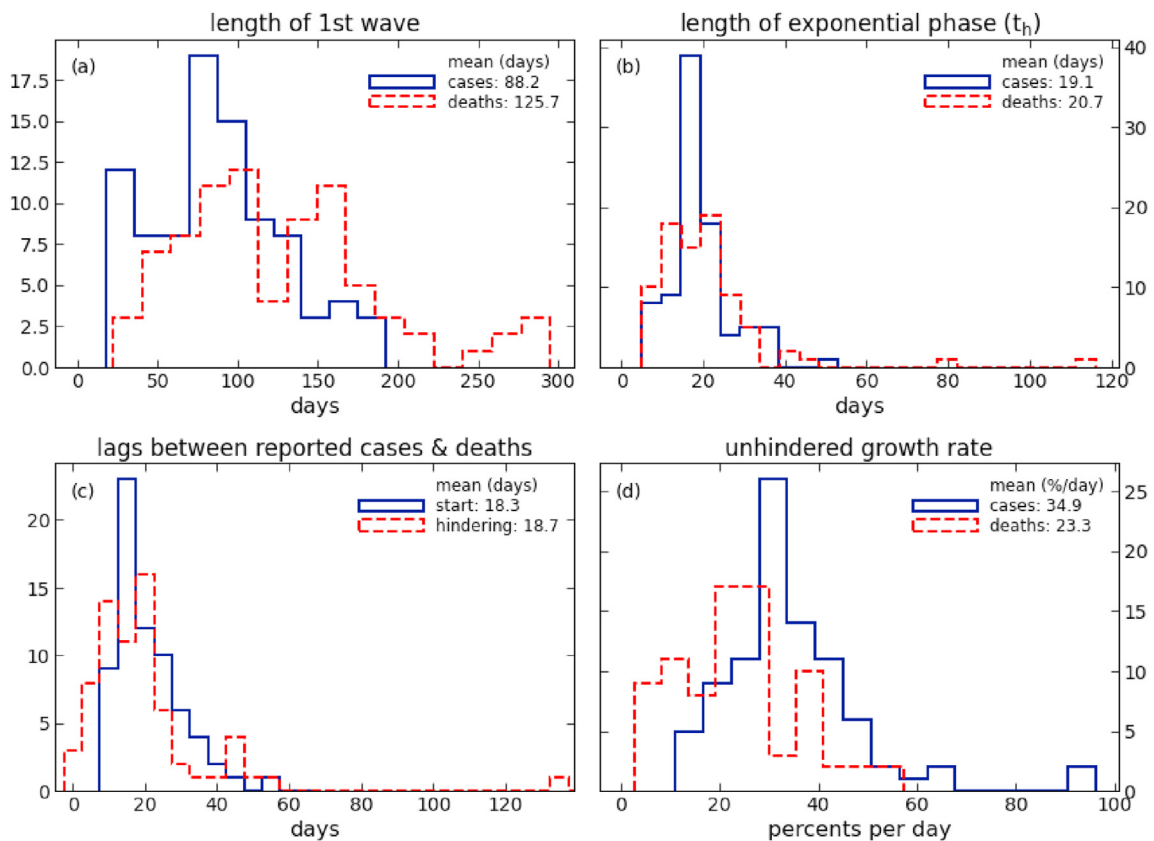 length of 1st wave
(a)
mean (days)
cases: 88.2
deaths: 125.7
17.5
15.0
12.5
10.0
7.5
5.0
2.5
0.0
0 50 100 150 200 250 300
days
length of exponential phase (th)
(b)
mean (days)
cases: 19.1
deaths: 20.7
40
30
20
10
0
0 20 40 60 80 100 120
days
lags between reported cases & deaths
(c)
mean (days)
start: 18.3
hindering: 18.7
20
15
10
5
0
0 20 40 60 80 100 120
days
unhindered growth rate
(d)
mean (%/day)
cases: 34.9
deaths: 23.3
25
20
15
10
5
0
0 20 40 60 80 100
percents per day